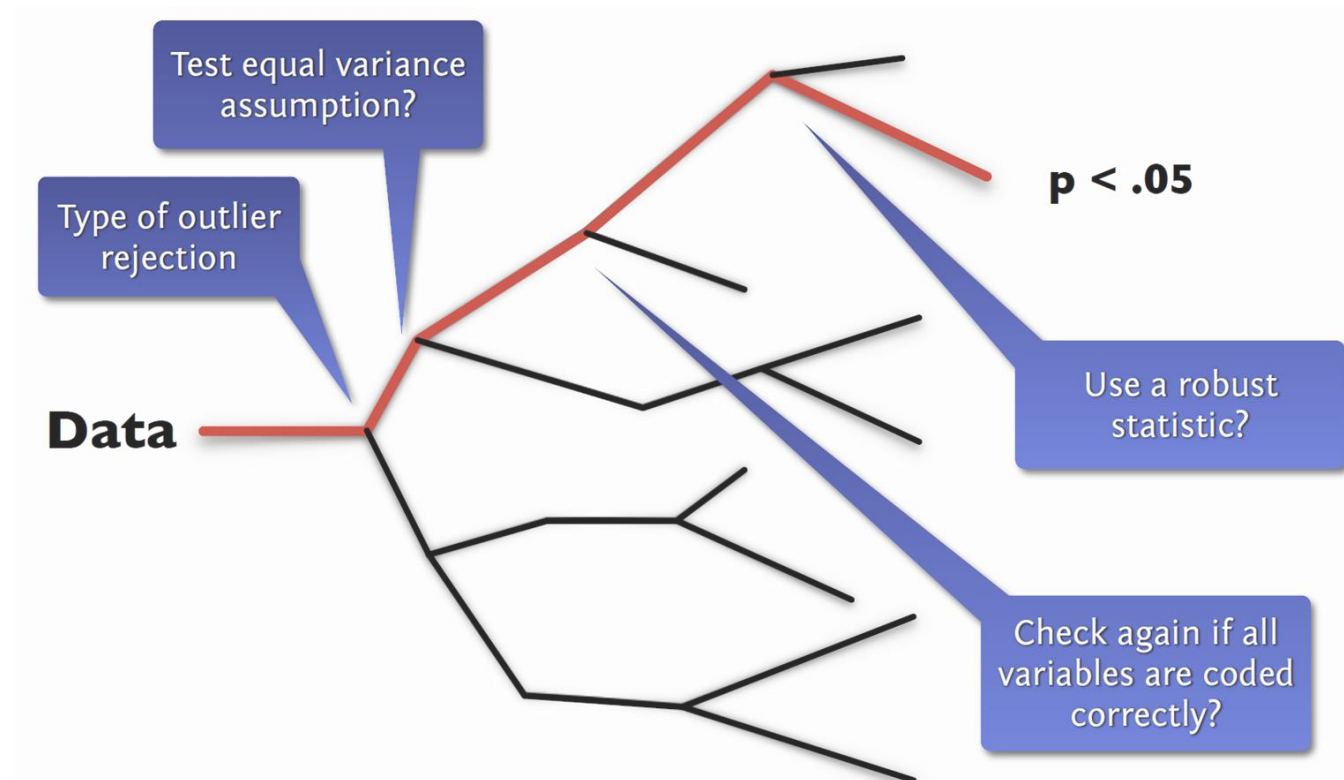 Test equal variance
assumption?
Type of outlier
rejection
Data
p < .05
Use a robust
statistic?
Check again if all
variables are coded
correctly?